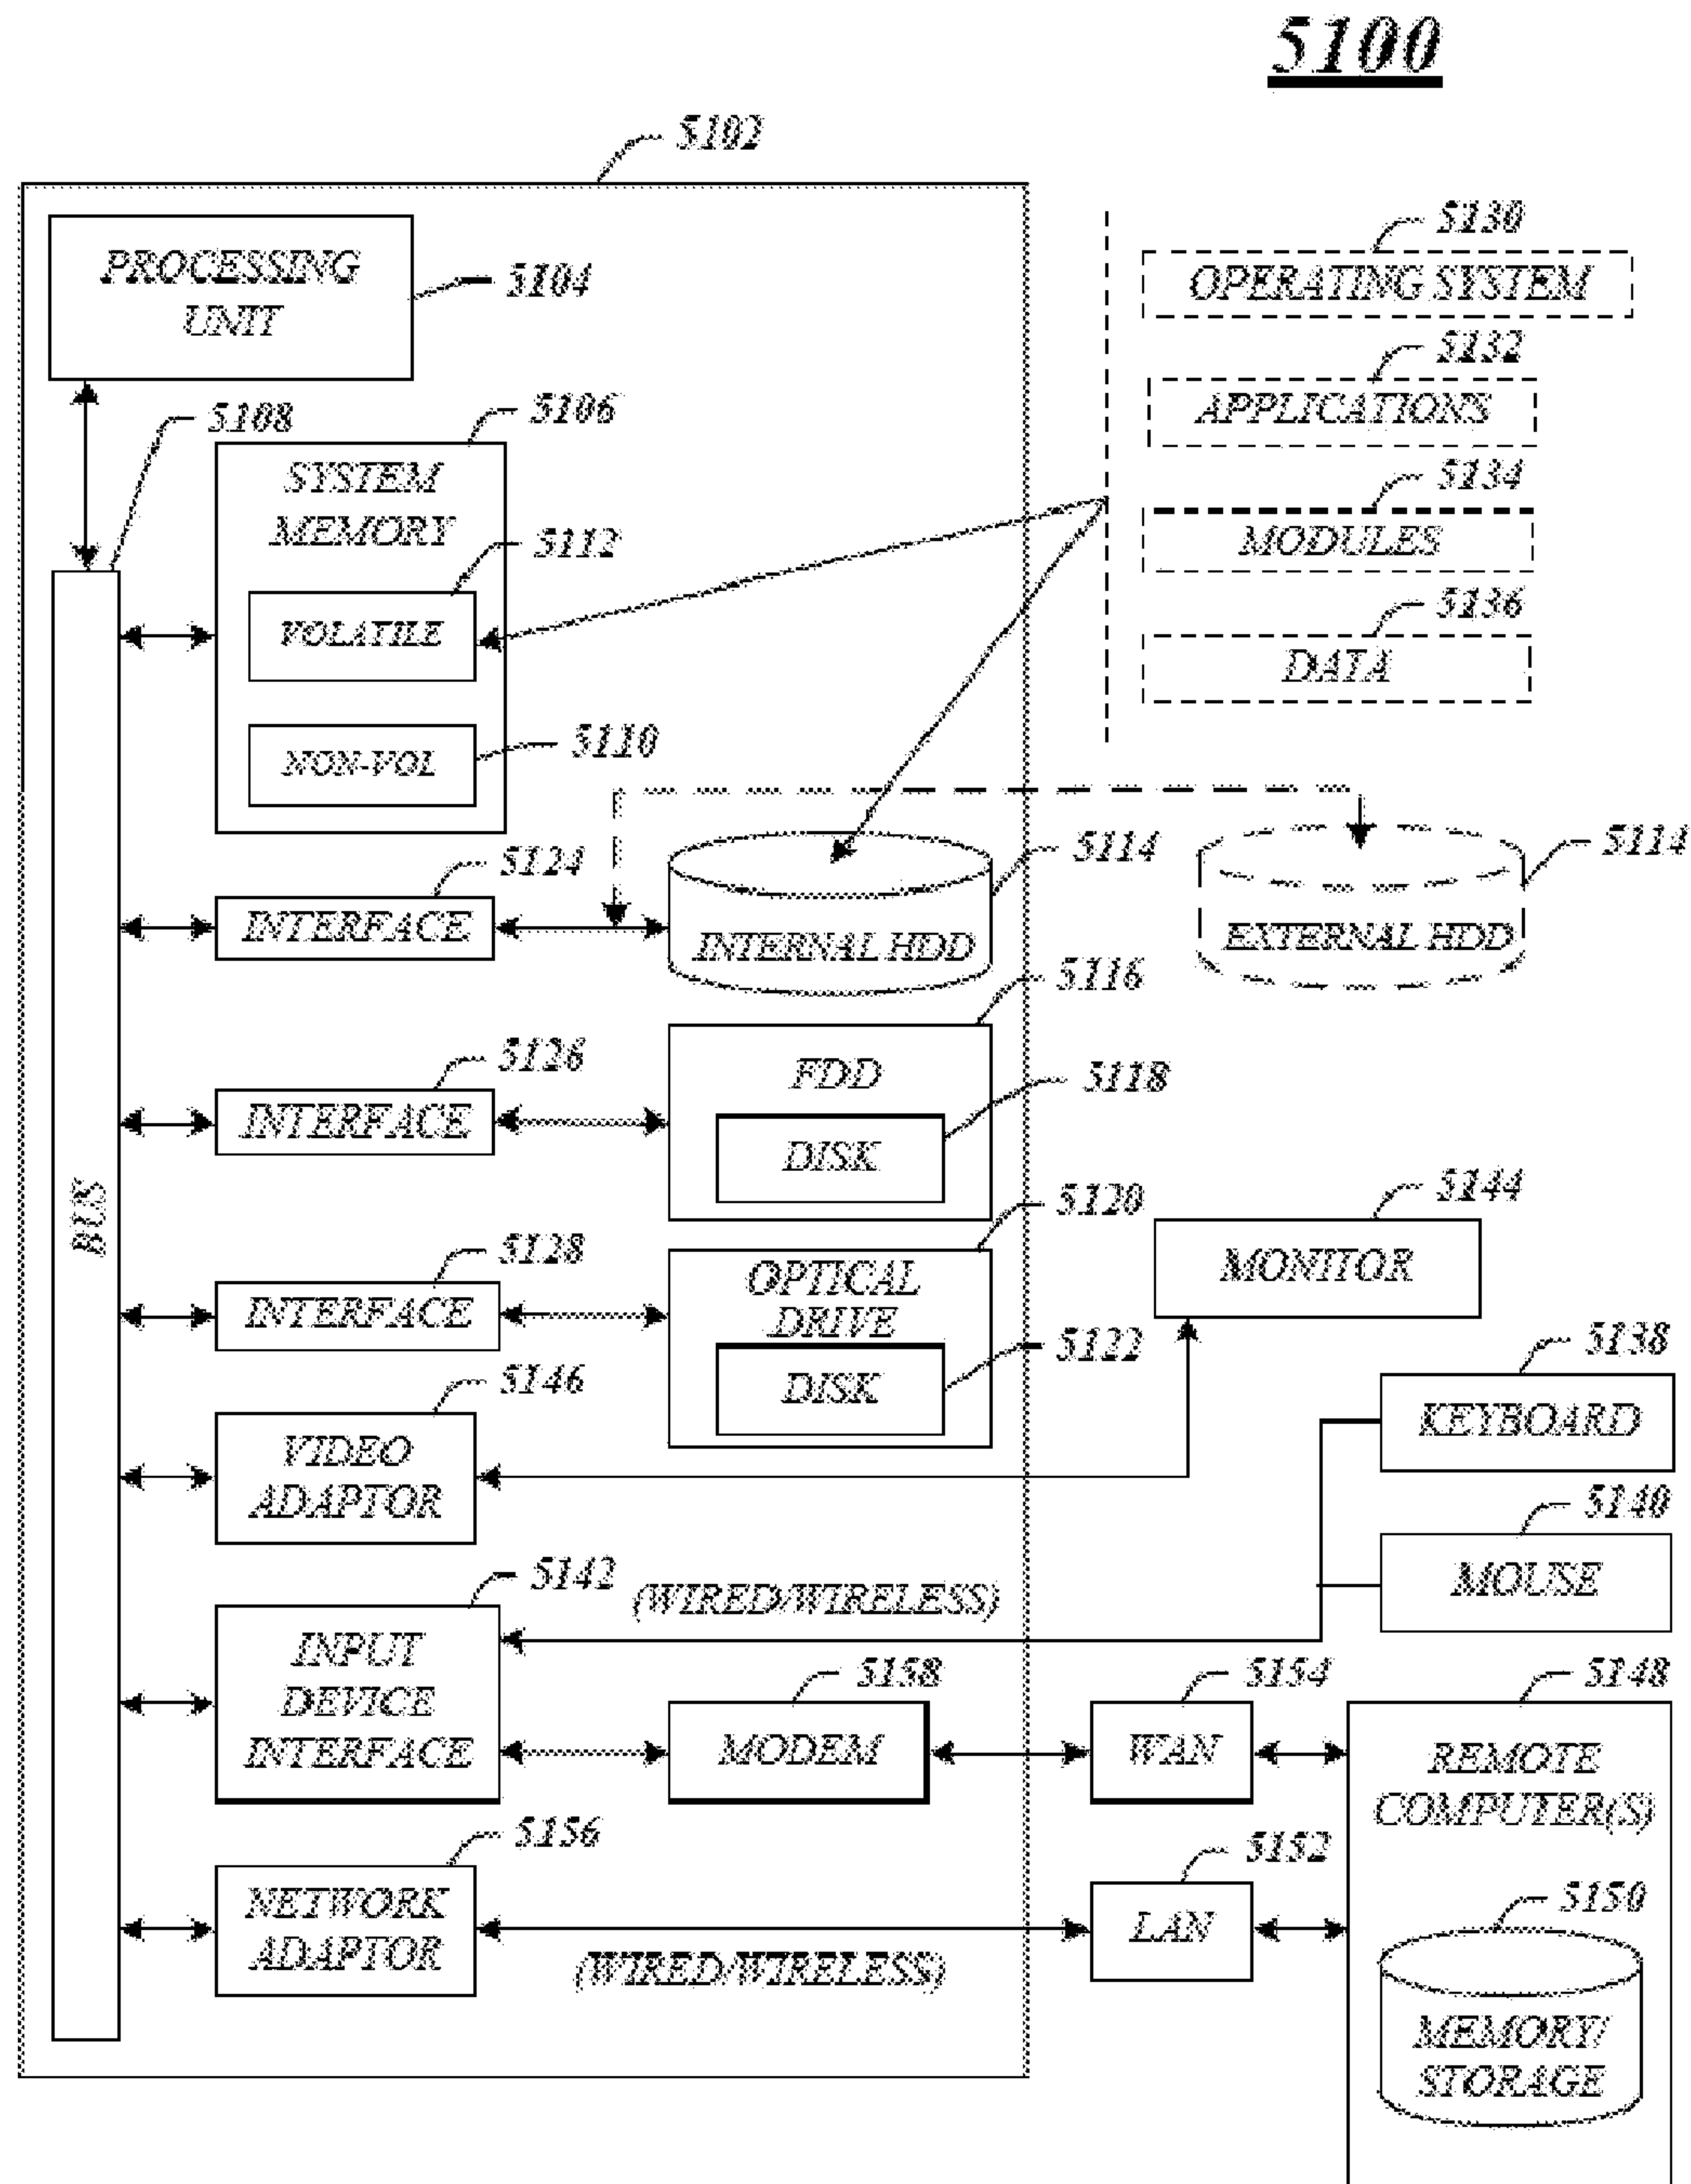 5100
5102
PROCESSING
UNIT
5104
5130
OPERATING SYSTEM
5132
APPLICATIONS
5134
MODULES
5136
DATA
5108
5106
SYSTEM
MEMORY
5112
VOLATILE
5110
NON-VOL
BUS
5124
INTERFACE
5114
INTERNAL HDD
5114
EXTERNAL HDD
5126
INTERFACE
5116
FDD
5118
DISK
5128
INTERFACE
5120
OPTICAL
DRIVE
5122
DISK
5144
MONITOR
5146
VIDEO
ADAPTOR
5138
KEYBOARD
5140
MOUSE
5142
INPUT
DEVICE
INTERFACE
(WIRED/WIRELESS)
5158
MODEM
5154
WAN
5148
REMOTE
COMPUTER(S)
5156
NETWORK
ADAPTOR
(WIRED/WIRELESS)
5152
LAN
5150
MEMORY/
STORAGE